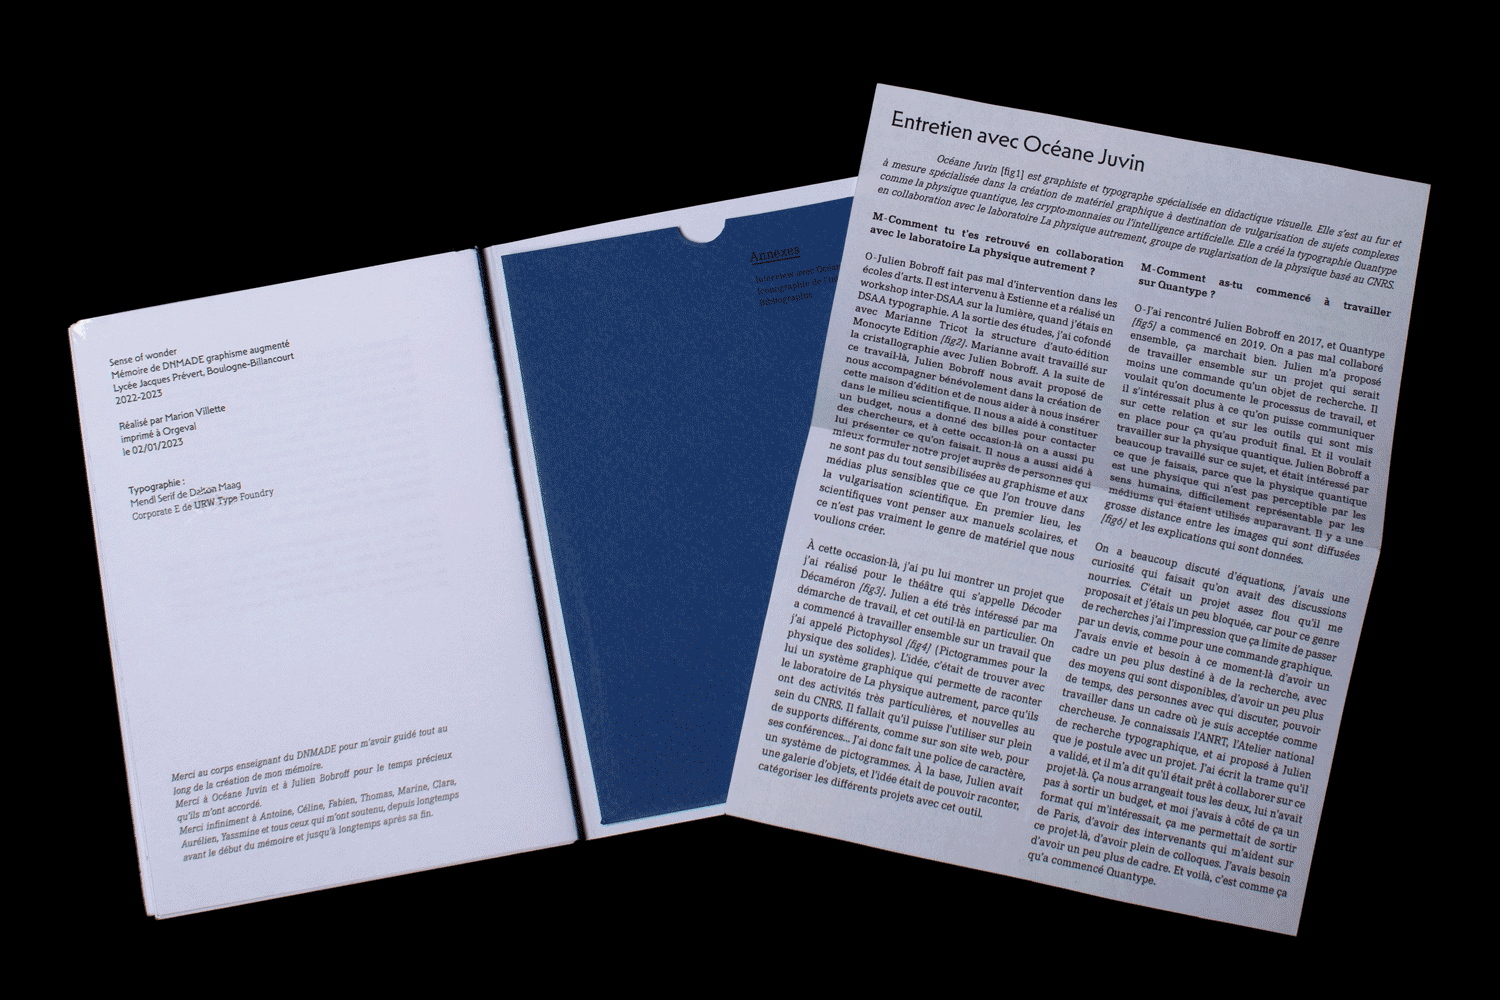 Sense of wonder
Mémoire de DNMADE graphisme augmenté
Lycée Jacques Prévert, Boulogne-Billancourt
2022-2023
Réalisé par Marion Villette
imprimé à Orgeval
le 02/01/2023
Typographie :
Mendl Serif de Dalton Maag
Corporate E de URW Type Foundry
Merci au corps enseignant du DNMADE pour m'avoir guidé tout au
long de la création de mon mémoire.
Merci à Océane Juvin et à Julien Bobroff pour le temps précieux
qu'ils m'ont accordé.
Merci infiniment à Antoine, Céline, Fabien, Thomas, Marine, Clara,
Aurélien, Yassmine et tous ceux qui m'ont soutenu, depuis longtemps
avant le début du mémoire et jusqu'à longtemps après sa fin.
Annexes
Interview avec Océan
Iconographie de l'in
Bibliographie
Entretien avec Océane Juvin
Océane Juvin [fig1] est graphiste et typographe spécialisée en didactique visuelle. Elle s'est au fur et
à mesure spécialisée dans la création de matériel graphique à destination de vulgarisation de sujets complexes
comme la physique quantique, les crypto-monnaies ou l'intelligence artificielle. Elle a créé la typographie Quantype
en collaboration avec le laboratoire La physique autrement, groupe de vuglarisation de la physique basé au CNRS.
M-Comment tu t'es retrouvé en collaboration
avec le laboratoire La physique autrement ?
O-Julien Bobroff fait pas mal d'intervention dans les
écoles d'arts. Il est intervenu à Estienne et a réalisé un
workshop inter-DSAA sur la lumière, quand j'étais en
DSAA typographie. A la sortie des études, j'ai cofondé
avec Marianne Tricot la structure d'auto-édition
Monocyte Edition [fig2]. Marianne avait travaillé sur
la cristallographie avec Julien Bobroff. A la suite de
ce travail-là, Julien Bobroff nous avait proposé de
nous accompagner bénévolement dans la création de
cette maison d'édition et de nous aider à nous insérer
dans le milieu scientifique. Il nous a aidé à constituer
un budget, nous a donné des billes pour contacter
des chercheurs, et à cette occasion-là on a aussi pu
lui présenter ce qu'on faisait. Il nous a aussi aidé à
mieux formuler notre projet auprès de personnes qui
ne sont pas du tout sensibilisées au graphisme et aux
médias plus sensibles que ce que l'on trouve dans
la vulgarisation scientifique. En premier lieu, les
scientifiques vont penser aux manuels scolaires, et
ce n'est pas vraiment le genre de matériel que nous
voulions créer.
À cette occasion-là, j'ai pu lui montrer un projet que
j'ai réalisé pour le théâtre qui s'appelle Décoder
Décaméron [fig3]. Julien a été très intéressé par ma
démarche de travail, et cet outil-là en particulier. On
a commencé à travailler ensemble sur un travail que
j'ai appelé Pictophysol [fig4] (Pictogrammes pour la
physique des solides). L'idée, c'était de trouver avec
lui un système graphique qui permette de raconter
le laboratoire de La physique autrement, parce qu'ils
ont des activités très particulières, et nouvelles au
sein du CNRS. Il fallait qu'il puisse l'utiliser sur plein
de supports différents, comme sur son site web, pour
ses conférences... J'ai donc fait une police de caractère,
un système de pictogrammes. À la base, Julien avait
une galerie d'objets, et l'idée était de pouvoir raconter,
catégoriser les différents projets avec cet outil.
M-Comment as-tu commencé à travailler
sur Quantype ?
O-J'ai rencontré Julien Bobroff en 2017, et Quantype
[fig5] a commencé en 2019. On a pas mal collaboré
ensemble, ça marchait bien. Julien m'a proposé
de travailler ensemble sur un projet qui serait
moins une commande qu'un objet de recherche. Il
voulait qu'on documente le processus de travail, et
il s'intéressait plus à ce qu'on puisse communiquer
sur cette relation et sur les outils qui sont mis
en place pour ça qu'au produit final. Et il voulait
travailler sur la physique quantique. Julien Bobroff a
beaucoup travaillé sur ce sujet, et était intéressé par
ce que je faisais, parce que la physique quantique
est une physique qui n'est pas perceptible par les
sens humains, difficilement représentable par les
médiums qui étaient utilisés auparavant. Il y a une
grosse distance entre les images qui sont diffusées
[fig6] et les explications qui sont données.
On a beaucoup discuté d'équations, j'avais une
curiosité qui faisait qu'on avait des discussions
nourries. C'était un projet assez flou qu'il me
proposait et j'étais un peu bloquée, car pour ce genre
de recherches j'ai l'impression que ça limite de passer
par un devis, comme pour une commande graphique.
J'avais envie et besoin à ce moment-là d'avoir un
cadre un peu plus destiné à de la recherche, avec
des moyens qui sont disponibles, d'avoir un peu plus
de temps, des personnes avec qui discuter, pouvoir
travailler dans un cadre où je suis acceptée comme
chercheuse. Je connaissais l'ANRT, l'Atelier national
de recherche typographique, et ai proposé à Julien
que je postule avec un projet. J'ai écrit la trame qu'il
a validé, et il m'a dit qu'il était prêt à collaborer sur ce
projet-là. Ça nous arrangeait tous les deux, lui n'avait
pas à sortir un budget, et moi j'avais à côté de ça un
format qui m'intéressait, ça me permettait de sortir
de Paris, d'avoir des intervenants qui m'aident sur
ce projet-là, d'avoir plein de colloques. J'avais besoin
d'avoir un peu plus de cadre. Et voilà, c'est comme ça
qu'a commencé Quantype.